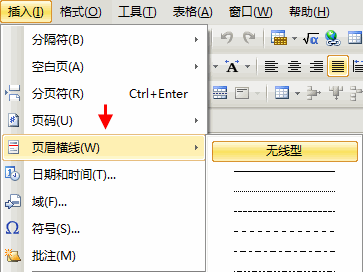 插入(I) 格式(O) 工具(T) 表格(A) 窗口(W) 帮助(H)
分隔符(B)
空白页(A)
分页符(R) Ctrl+Enter
页码(U)
页眉横线(W)
无线型
日期和时间(T)...
域(F)...
符号(S)...
批注(M)